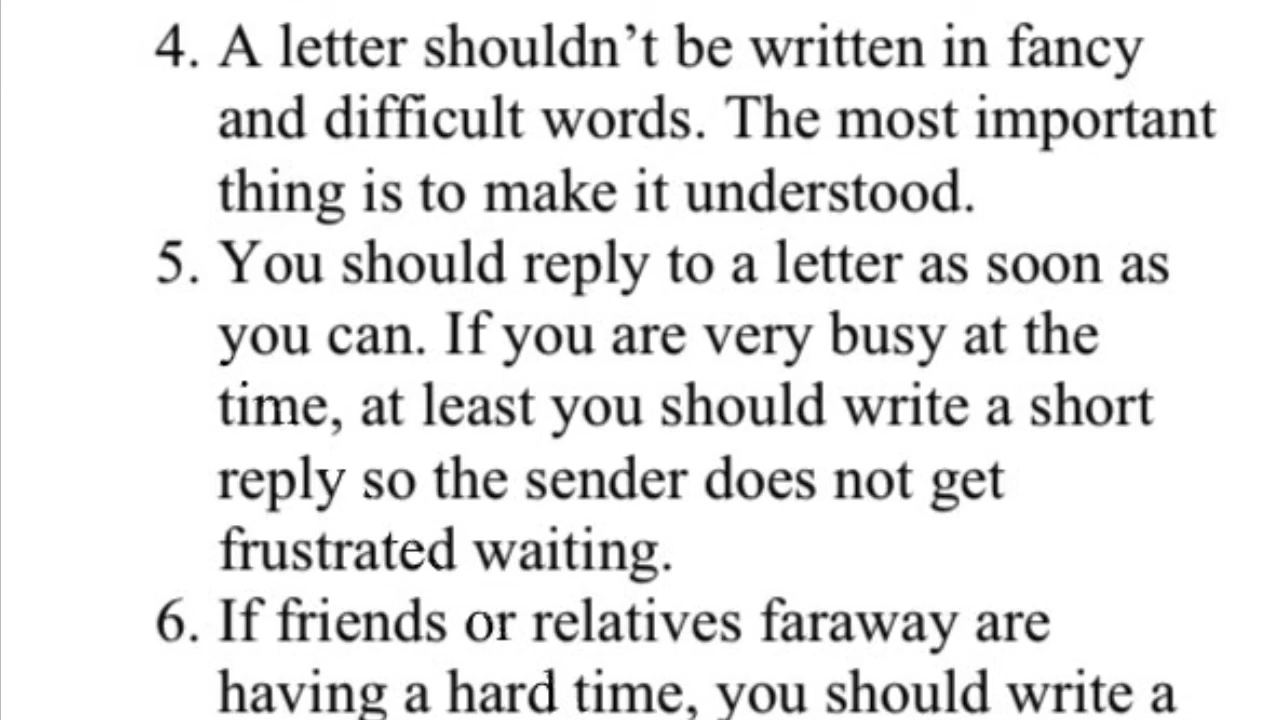 4. A letter shouldn’t be written in fancy
and difficult words. The most important
thing is to make it understood.
5. You should reply to a letter as soon as
you can. If you are very busy at the
time, at least you should write a short
reply so the sender does not get
frustrated waiting.
6. If friends or relatives faraway are
having a hard time, you should write a